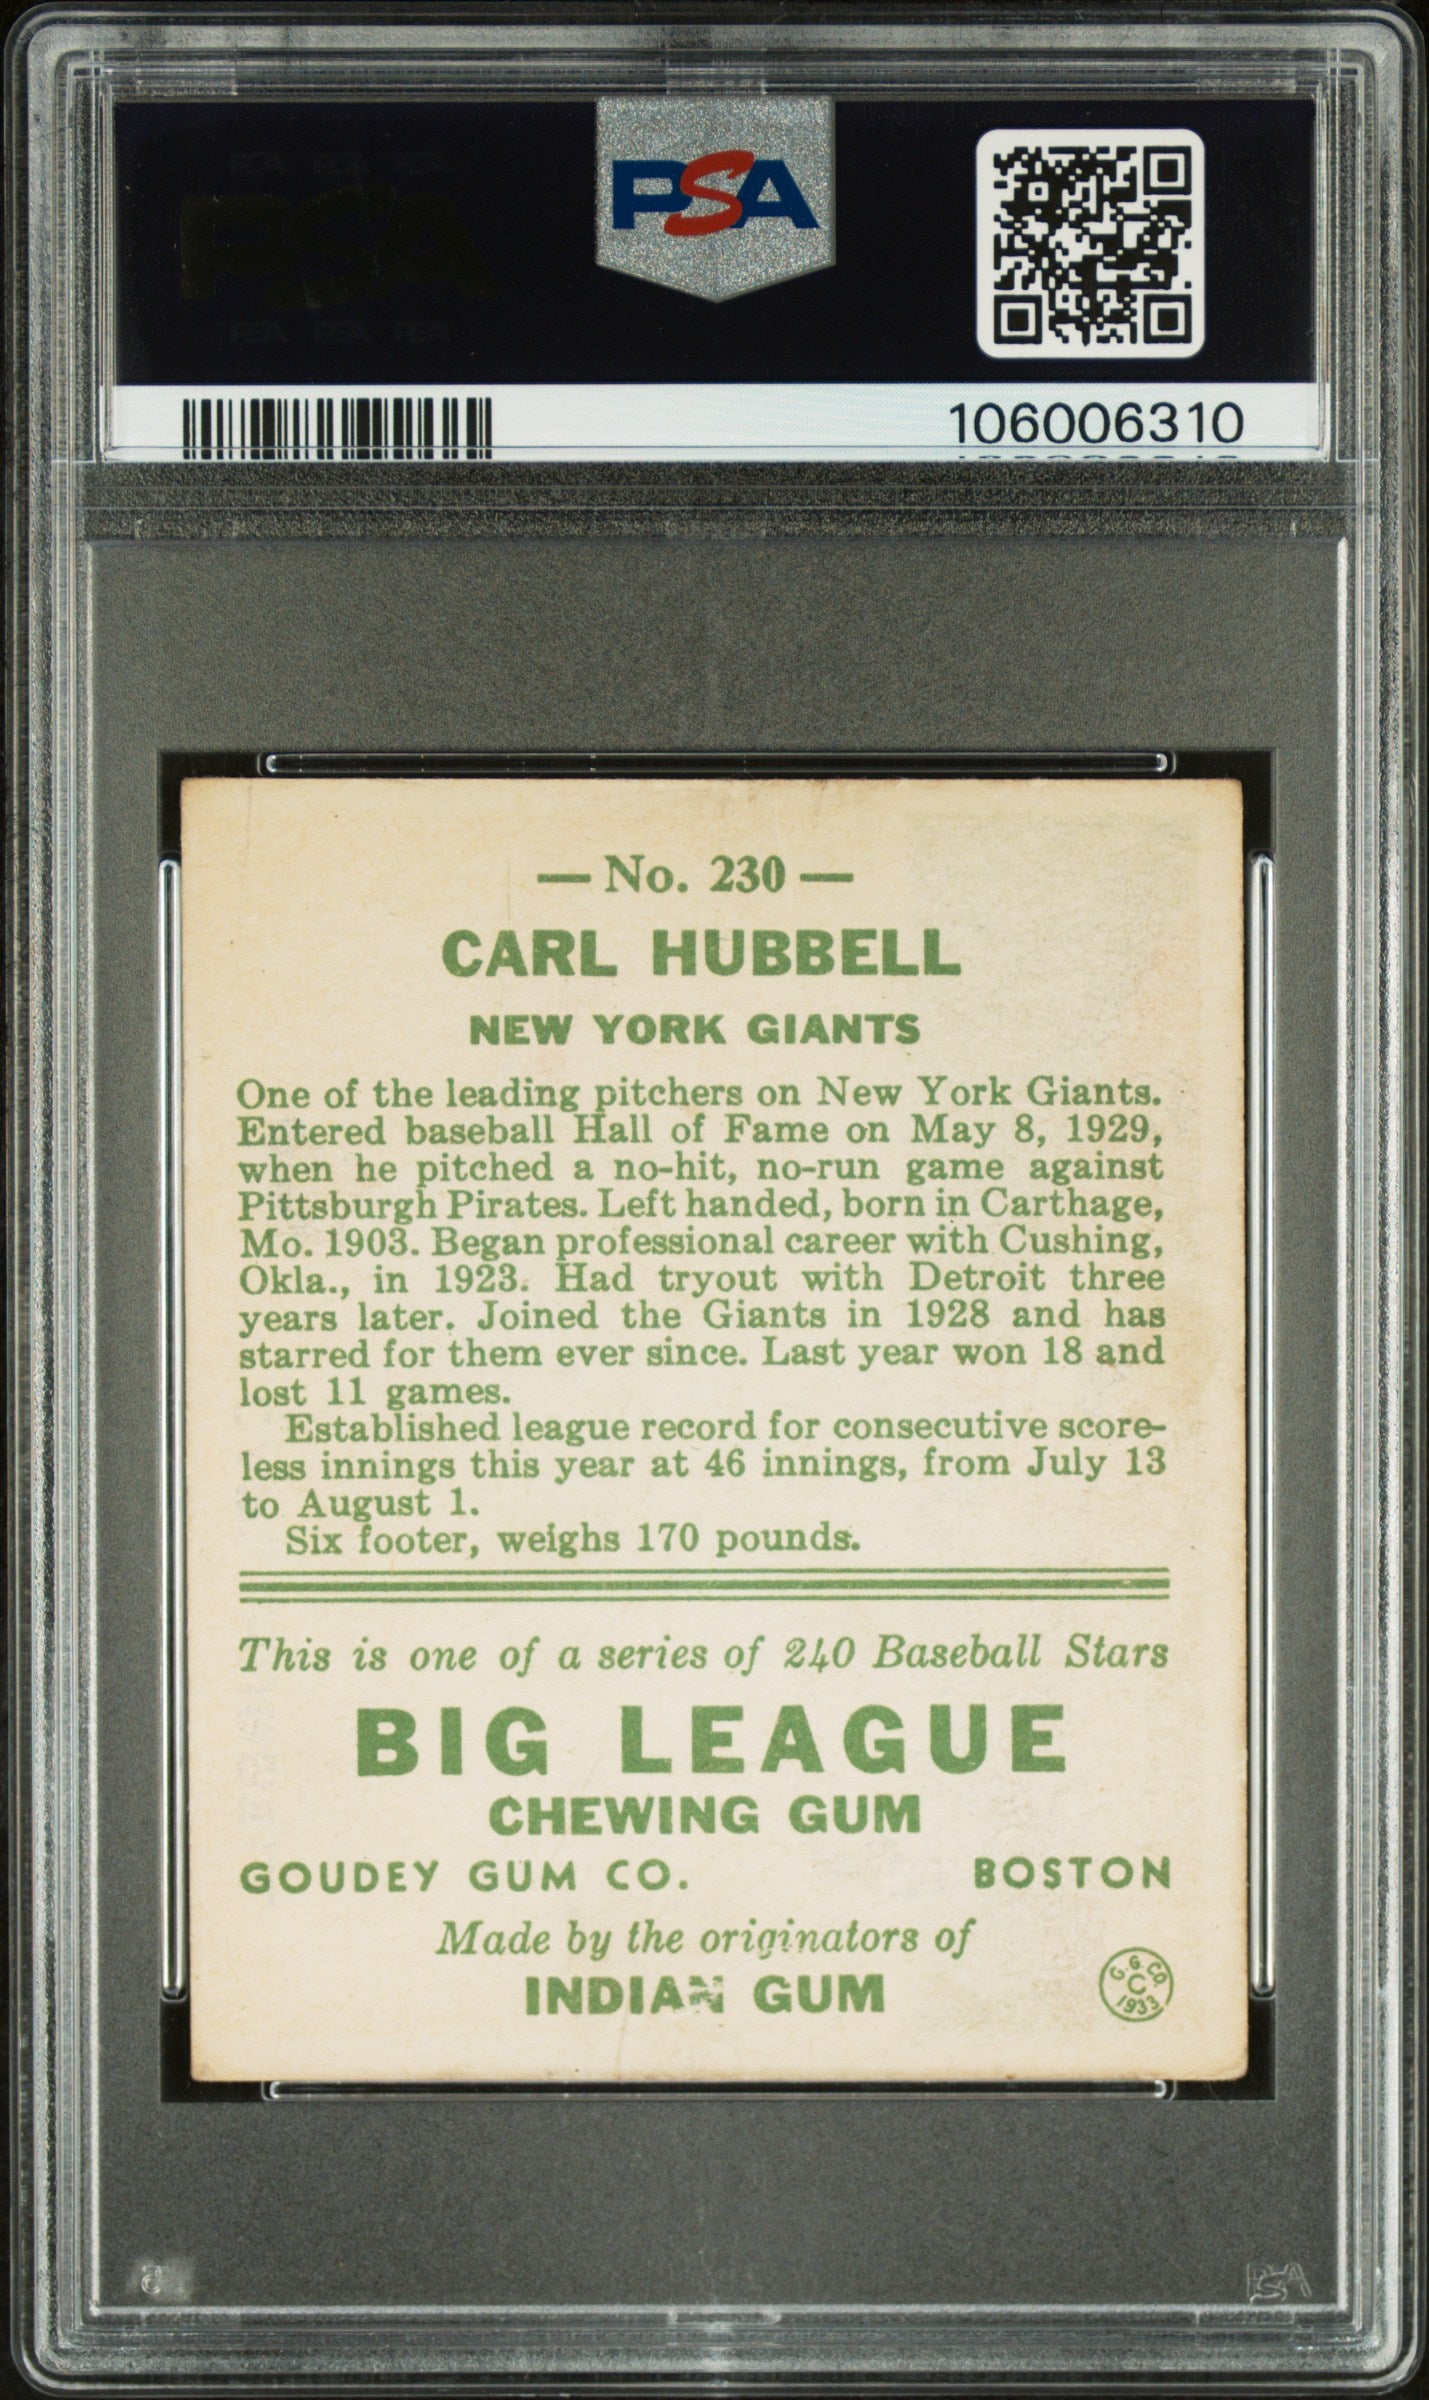 PSA
106006310
— No. 230 —
CARL HUBBELL
NEW YORK GIANTS
One of the leading pitchers on New York Giants.
Entered baseball Hall of Fame on May 8, 1929,
when he pitched a no-hit, no-run game against
Pittsburgh Pirates. Left handed, born in Carthage,
Mo. 1903. Began professional career with Cushing,
Okla., in 1923. Had tryout with Detroit three
years later. Joined the Giants in 1928 and has
starred for them ever since. Last year won 18 and
lost 11 games.
Established league record for consecutive score-
less innings this year at 46 innings, from July 13
to August 1.
Six footer, weighs 170 pounds.
This is one of a series of 240 Baseball Stars
BIG LEAGUE
CHEWING GUM
GOUDEY GUM CO. BOSTON
Made by the originators of
INDIAN GUM
G. G. CO.
C
1933
PSA